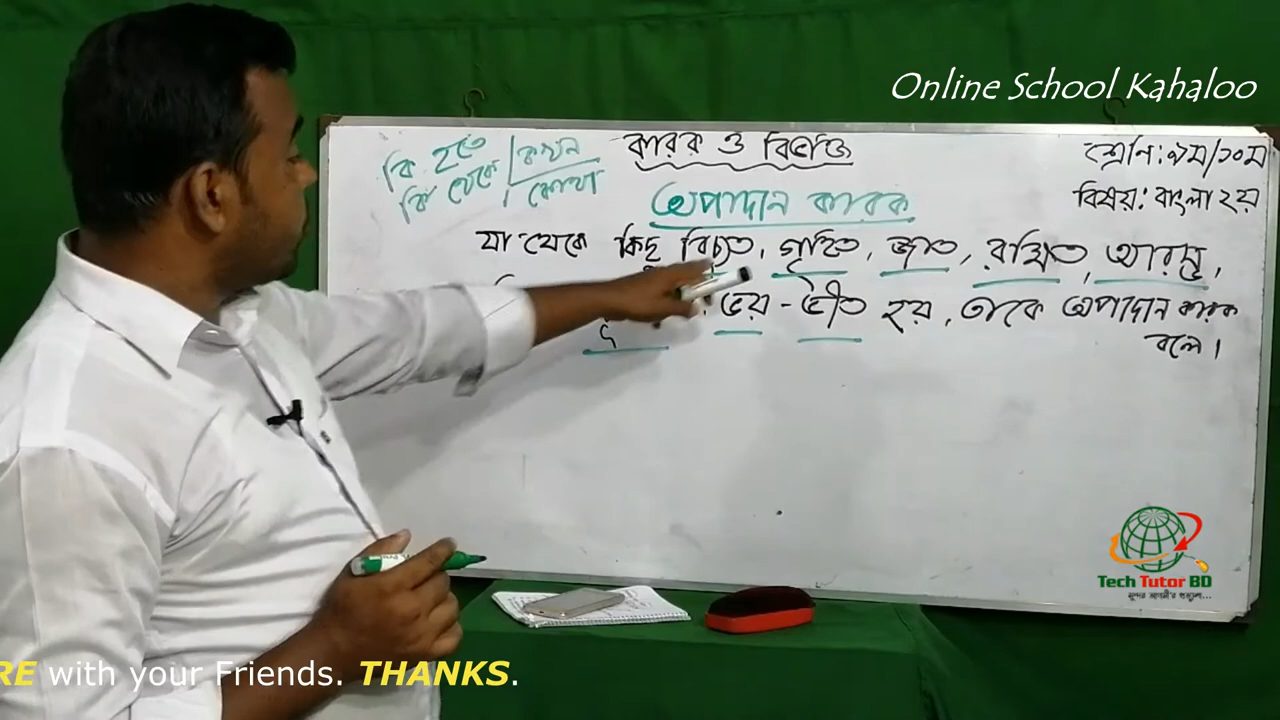 Online School Kahaloo
কি হতে | কখন
কি থেকে | কোথা
কারক ও বিভক্তি
শ্রেণি: ৯ম/১০ম
বিষয়: বাংলা ২য়
অপাদান কারক
যা থেকে কিছু বিচ্যুত, গৃহীত, জাত, রক্ষিত, আরম্ভ,
ভয় - ভীত হয়, তাকে অপাদান কারক
বলে।
Tech Tutor BD
RE with your Friends. THANKS.